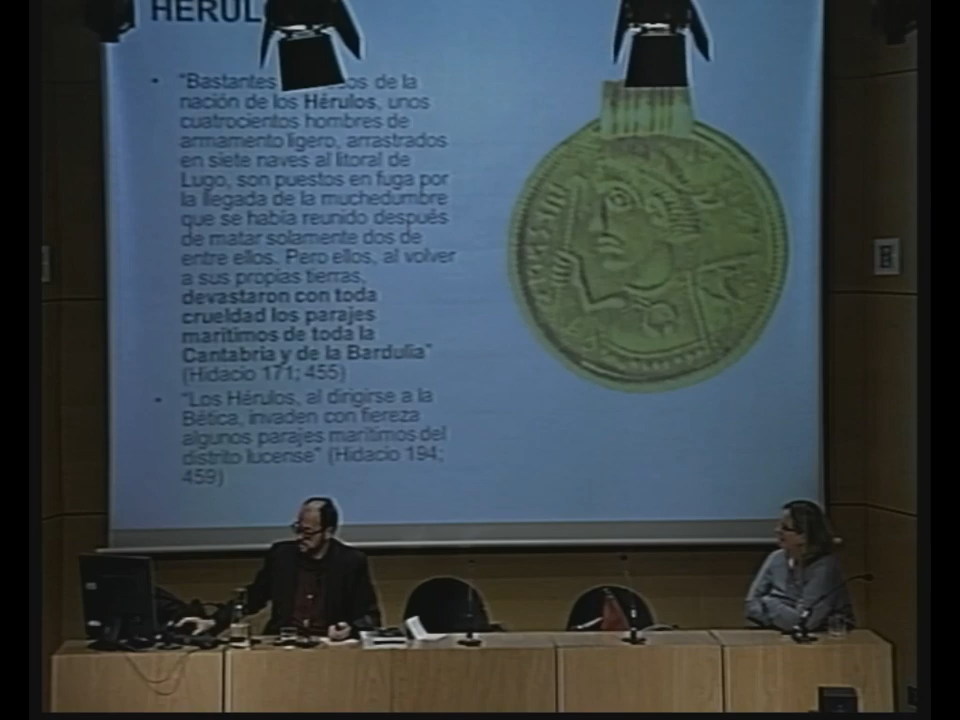 HÉRUL
• "Bastantes os de la
nación de los Hérulos, unos
cuatrocientos hombres de
armamento ligero, arrastrados
en siete naves al litoral de
Lugo, son puestos en fuga por
la llegada de la muchedumbre
que se había reunido después
de matar solamente dos de
entre ellos. Pero ellos, al volver
a sus propias tierras,
devastaron con toda
crueldad los parajes
marítimos de toda la
Cantabria y de la Bardulia"
(Hidacio 171; 455)
• "Los Hérulos, al dirigirse a la
Bética, invaden con fiereza
algunos parajes marítimos del
distrito lucense" (Hidacio 194;
459)